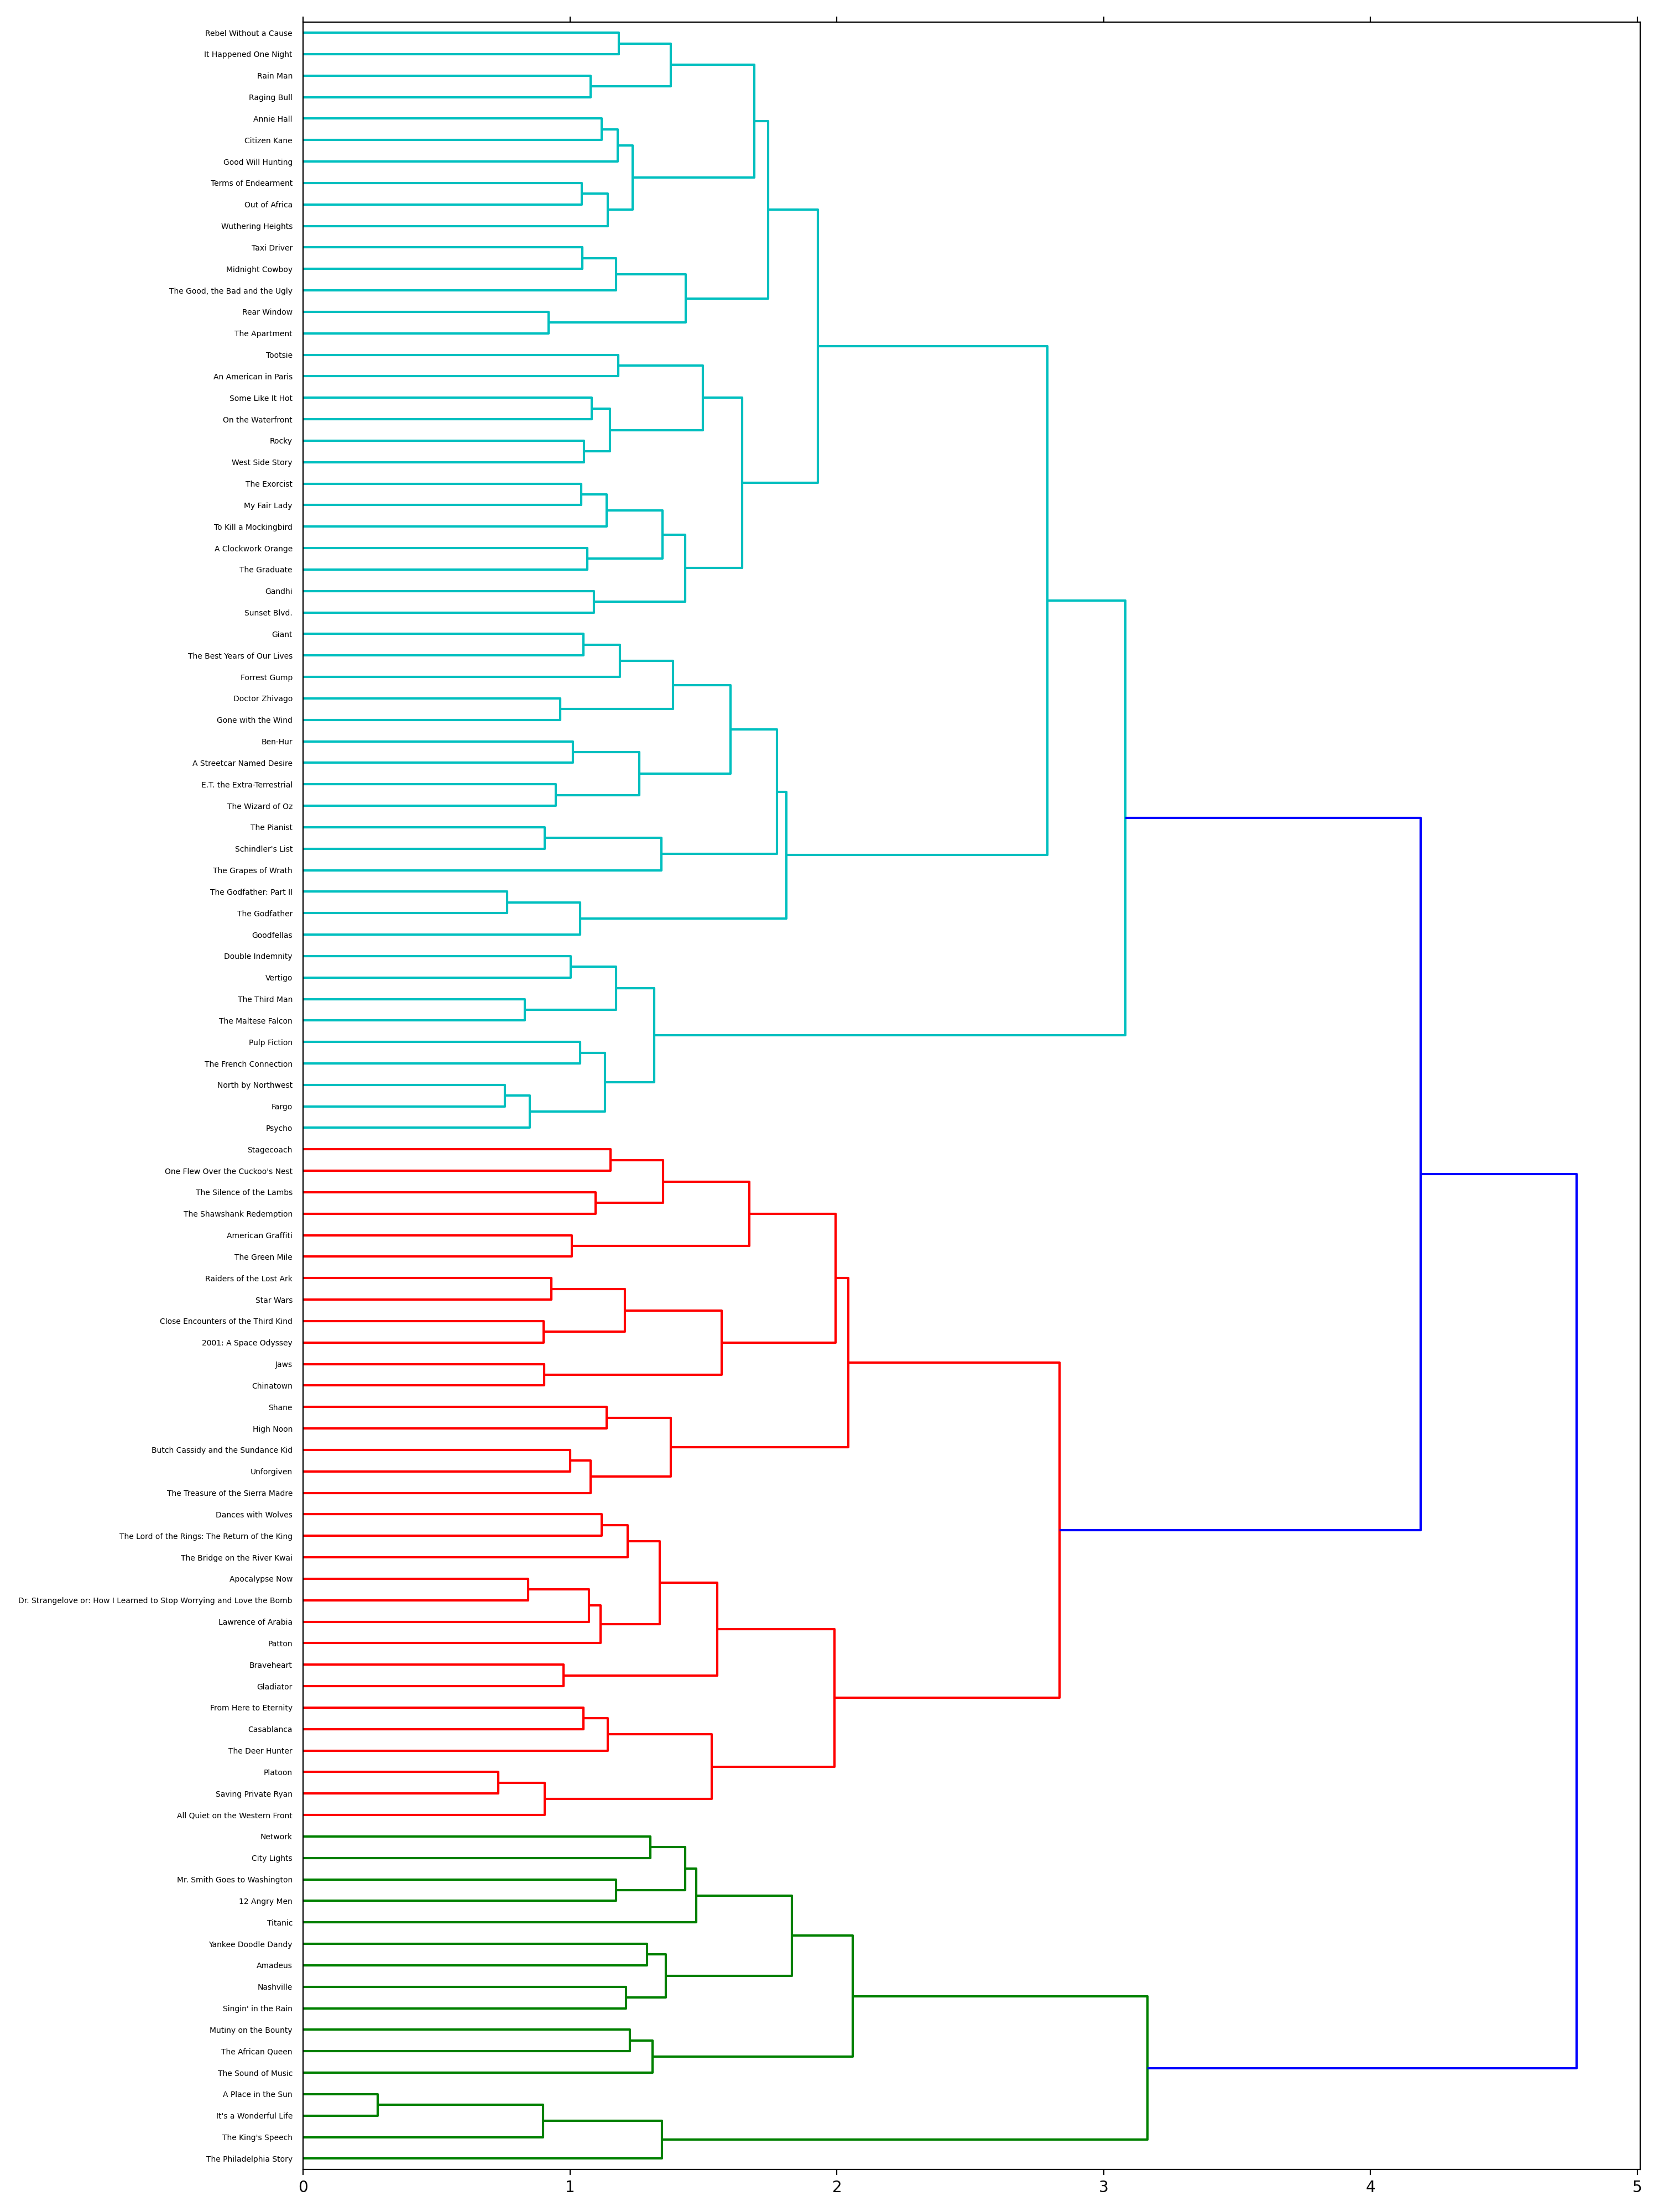 Rebel Without a Cause
It Happened One Night
Rain Man
Raging Bull
Annie Hall
Citizen Kane
Good Will Hunting
Terms of Endearment
Out of Africa
Wuthering Heights
Taxi Driver
Midnight Cowboy
The Good, the Bad and the Ugly
Rear Window
The Apartment
Tootsie
An American in Paris
Some Like It Hot
On the Waterfront
Rocky
West Side Story
The Exorcist
My Fair Lady
To Kill a Mockingbird
A Clockwork Orange
The Graduate
Gandhi
Sunset Blvd.
Giant
The Best Years of Our Lives
Forrest Gump
Doctor Zhivago
Gone with the Wind
Ben-Hur
A Streetcar Named Desire
E.T. the Extra-Terrestrial
The Wizard of Oz
The Pianist
Schindler's List
The Grapes of Wrath
The Godfather: Part II
The Godfather
Goodfellas
Double Indemnity
Vertigo
The Third Man
The Maltese Falcon
Pulp Fiction
The French Connection
North by Northwest
Fargo
Psycho
Stagecoach
One Flew Over the Cuckoo's Nest
The Silence of the Lambs
The Shawshank Redemption
American Graffiti
The Green Mile
Raiders of the Lost Ark
Star Wars
Close Encounters of the Third Kind
2001: A Space Odyssey
Jaws
Chinatown
Shane
High Noon
Butch Cassidy and the Sundance Kid
Unforgiven
The Treasure of the Sierra Madre
Dances with Wolves
The Lord of the Rings: The Return of the King
The Bridge on the River Kwai
Apocalypse Now
Dr. Strangelove or: How I Learned to Stop Worrying and Love the Bomb
Lawrence of Arabia
Patton
Braveheart
Gladiator
From Here to Eternity
Casablanca
The Deer Hunter
Platoon
Saving Private Ryan
All Quiet on the Western Front
Network
City Lights
Mr. Smith Goes to Washington
12 Angry Men
Titanic
Yankee Doodle Dandy
Amadeus
Nashville
Singin' in the Rain
Mutiny on the Bounty
The African Queen
The Sound of Music
A Place in the Sun
It's a Wonderful Life
The King's Speech
The Philadelphia Story
0 1 2 3 4 5